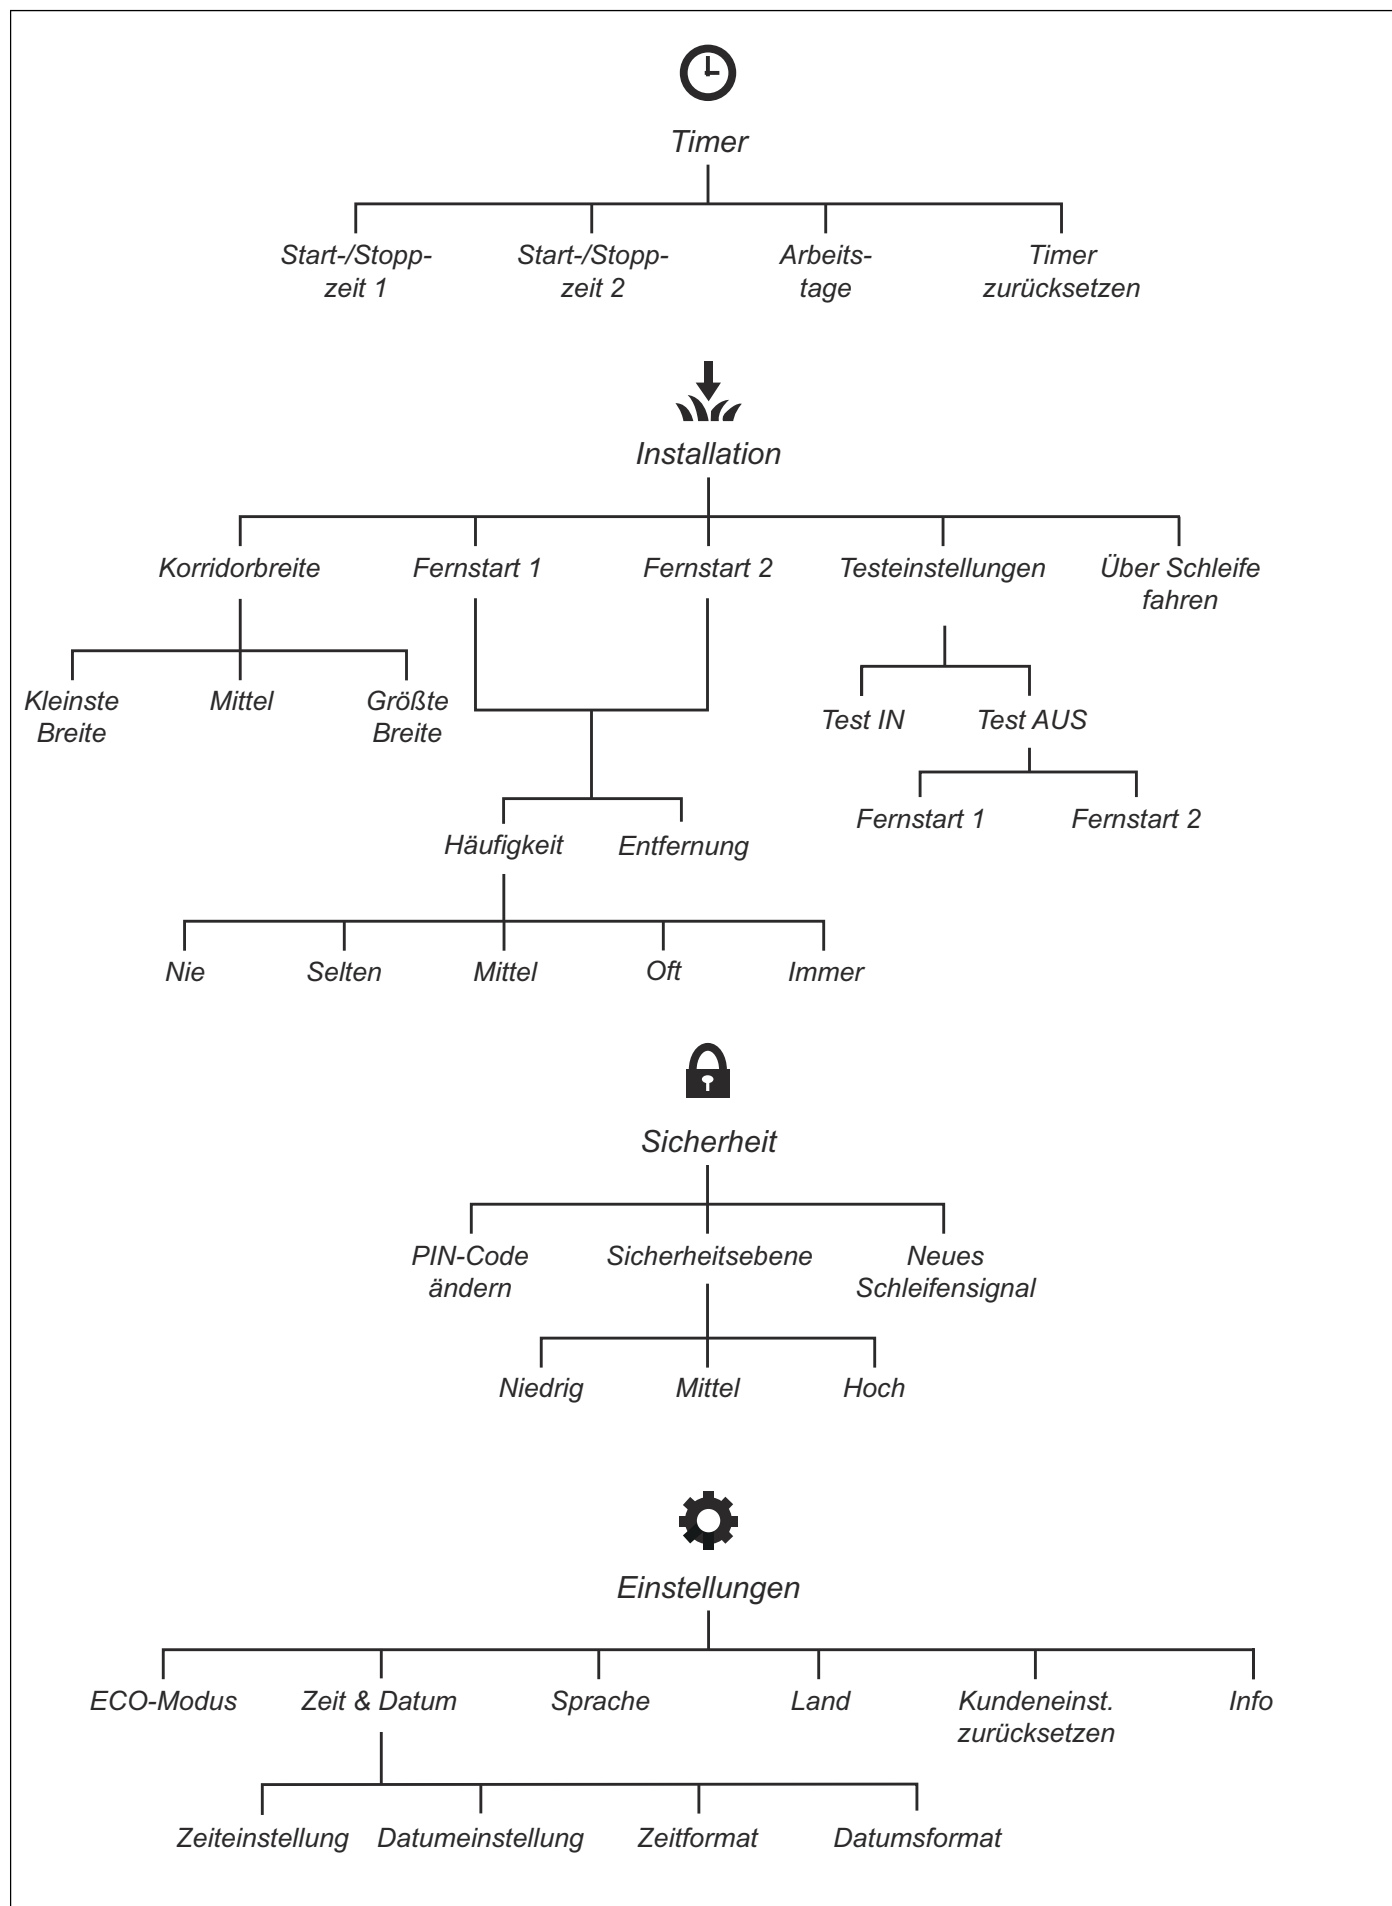 Timer
Start-/Stopp-
zeit 1
Start-/Stopp-
zeit 2
Arbeits-
tage
Timer
zurücksetzen
Installation
Korridorbreite
Fernstart 1
Fernstart 2
Testeinstellungen
Über Schleife
fahren
Kleinste
Breite
Mittel
Größte
Breite
Test IN
Test AUS
Fernstart 1
Fernstart 2
Häufigkeit
Entfernung
Nie
Selten
Mittel
Oft
Immer
Sicherheit
PIN-Code
ändern
Sicherheitsebene
Neues
Schleifensignal
Niedrig
Mittel
Hoch
Einstellungen
ECO-Modus
Zeit & Datum
Sprache
Land
Kundeneinst.
zurücksetzen
Info
Zeiteinstellung
Datumeinstellung
Zeitformat
Datumsformat